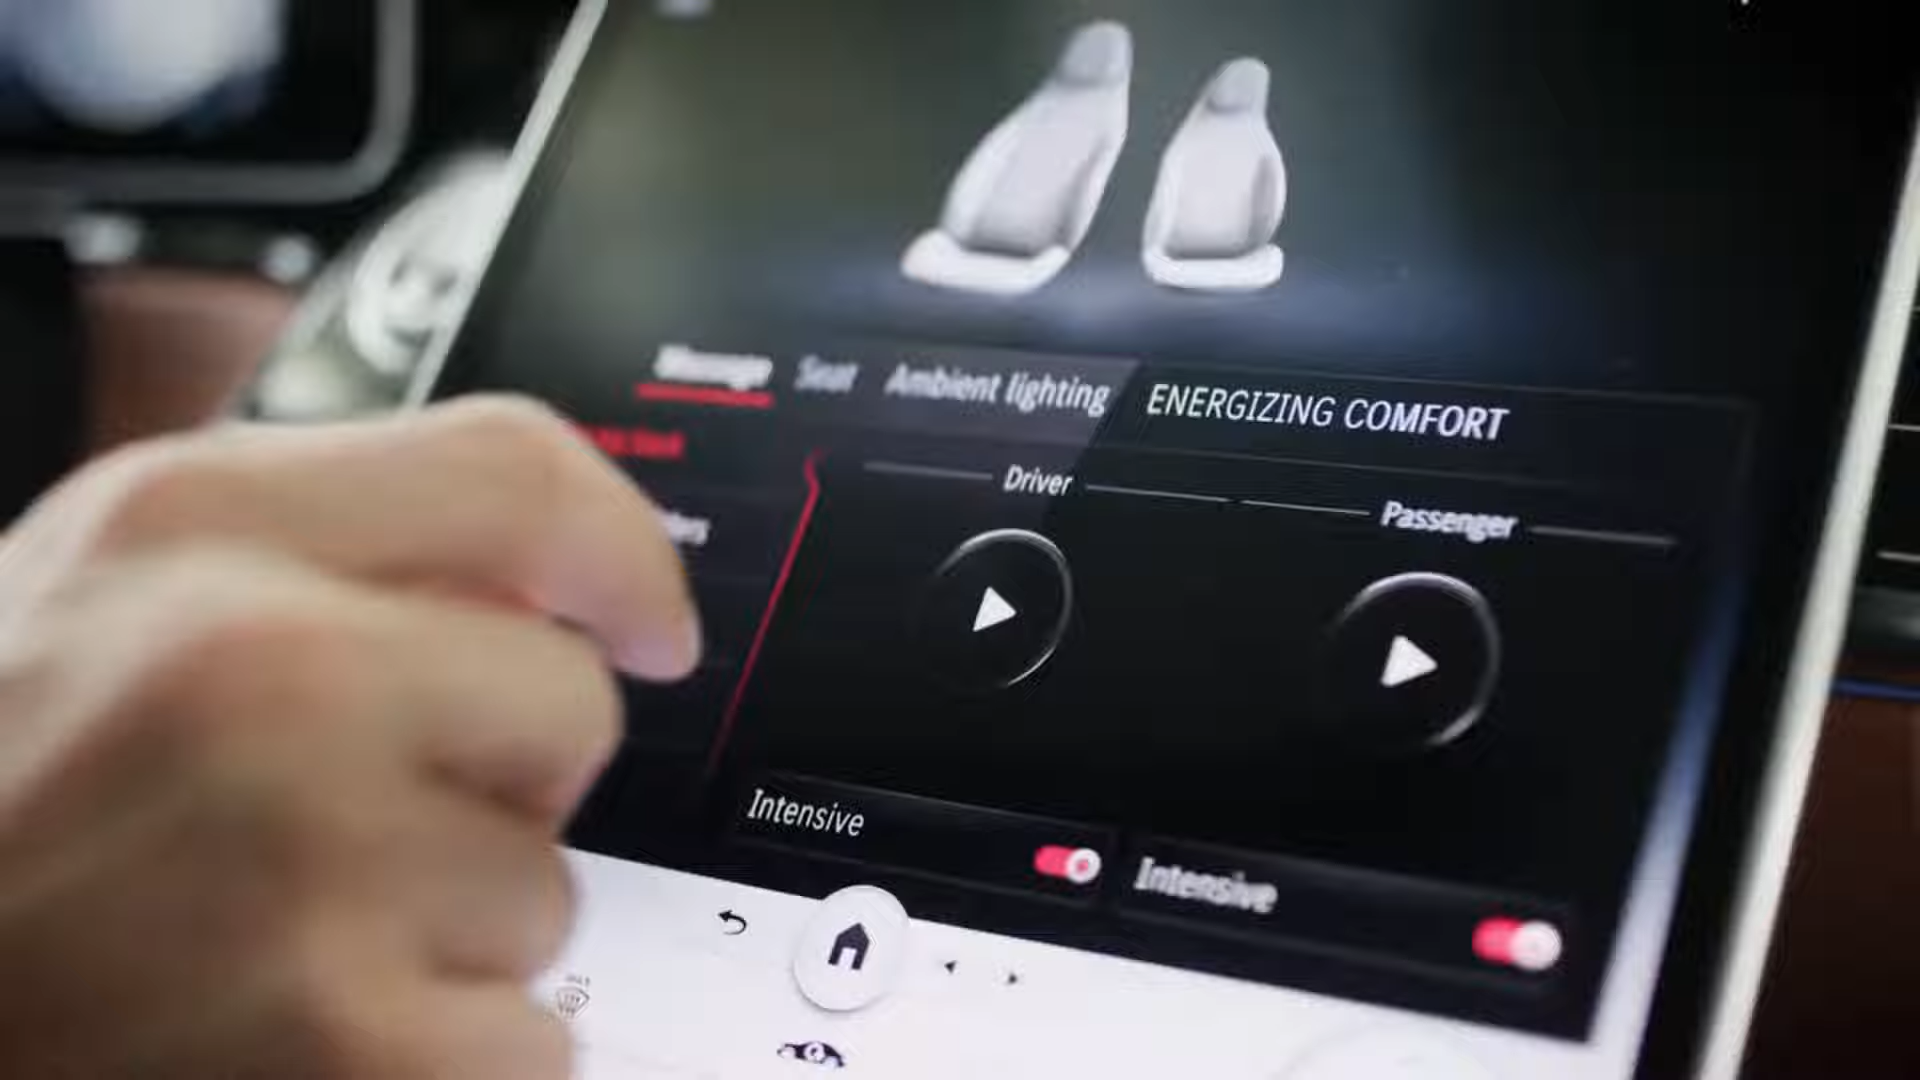 Massage Seat Ambient lighting ENERGIZING COMFORT
Driver
Passenger
Intensive
Intensive